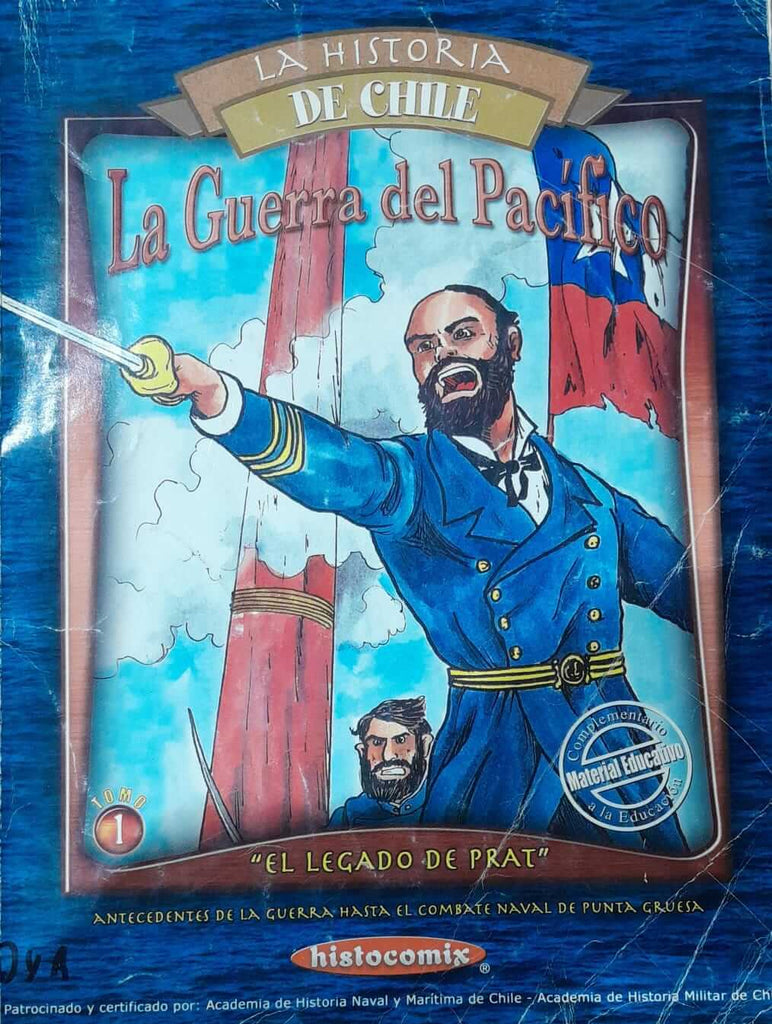 LA HISTORIA
DE CHILE
La Guerra del Pacífico
Complementario
Material Educativo
a la Educación
TOMO
1
"EL LEGADO DE PRAT"
ANTECEDENTES DE LA GUERRA HASTA EL COMBATE NAVAL DE PUNTA GRUESA
histocomix®
Patrocinado y certificado por: Academia de Historia Naval y Marítima de Chile - Academia de Historia Militar de Ch